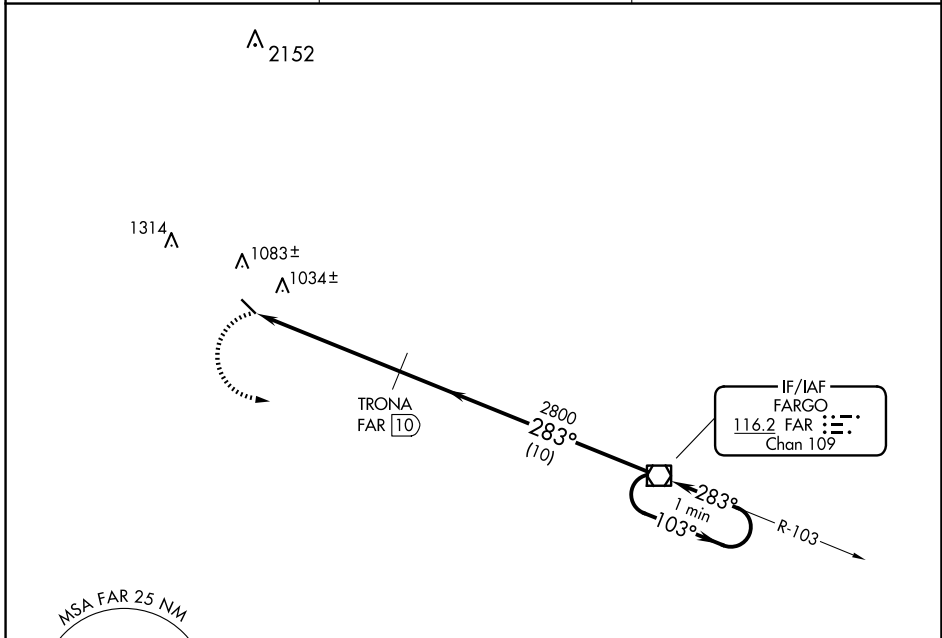 2152
1314
1083±
1034±
IF/IAF
FARGO
116.2 FAR
Chan 109
TRONA
FAR 10
2800
283°
(10)
283°
1 min
103°
R-103
MSA FAR 25 NM